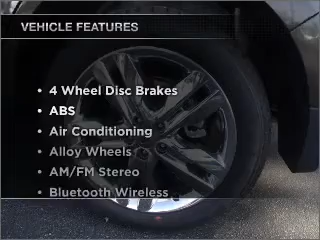 VEHICLE FEATURES
• 4 Wheel Disc Brakes
• ABS
• Air Conditioning
• Alloy Wheels
• AM/FM Stereo
• Bluetooth Wireless